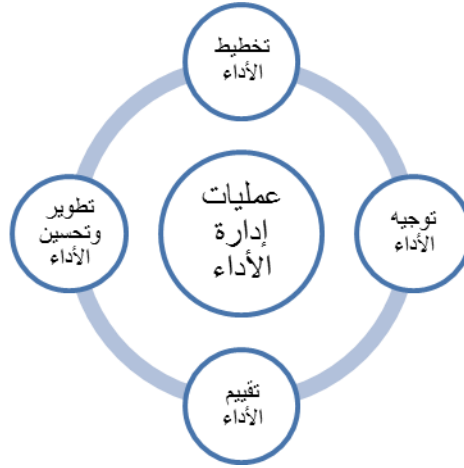 تخطيط
الأداء
عمليات
إدارة
الأداء
توجيه
الأداء
تطوير
وتحسين
الأداء
تقييم
الأداء